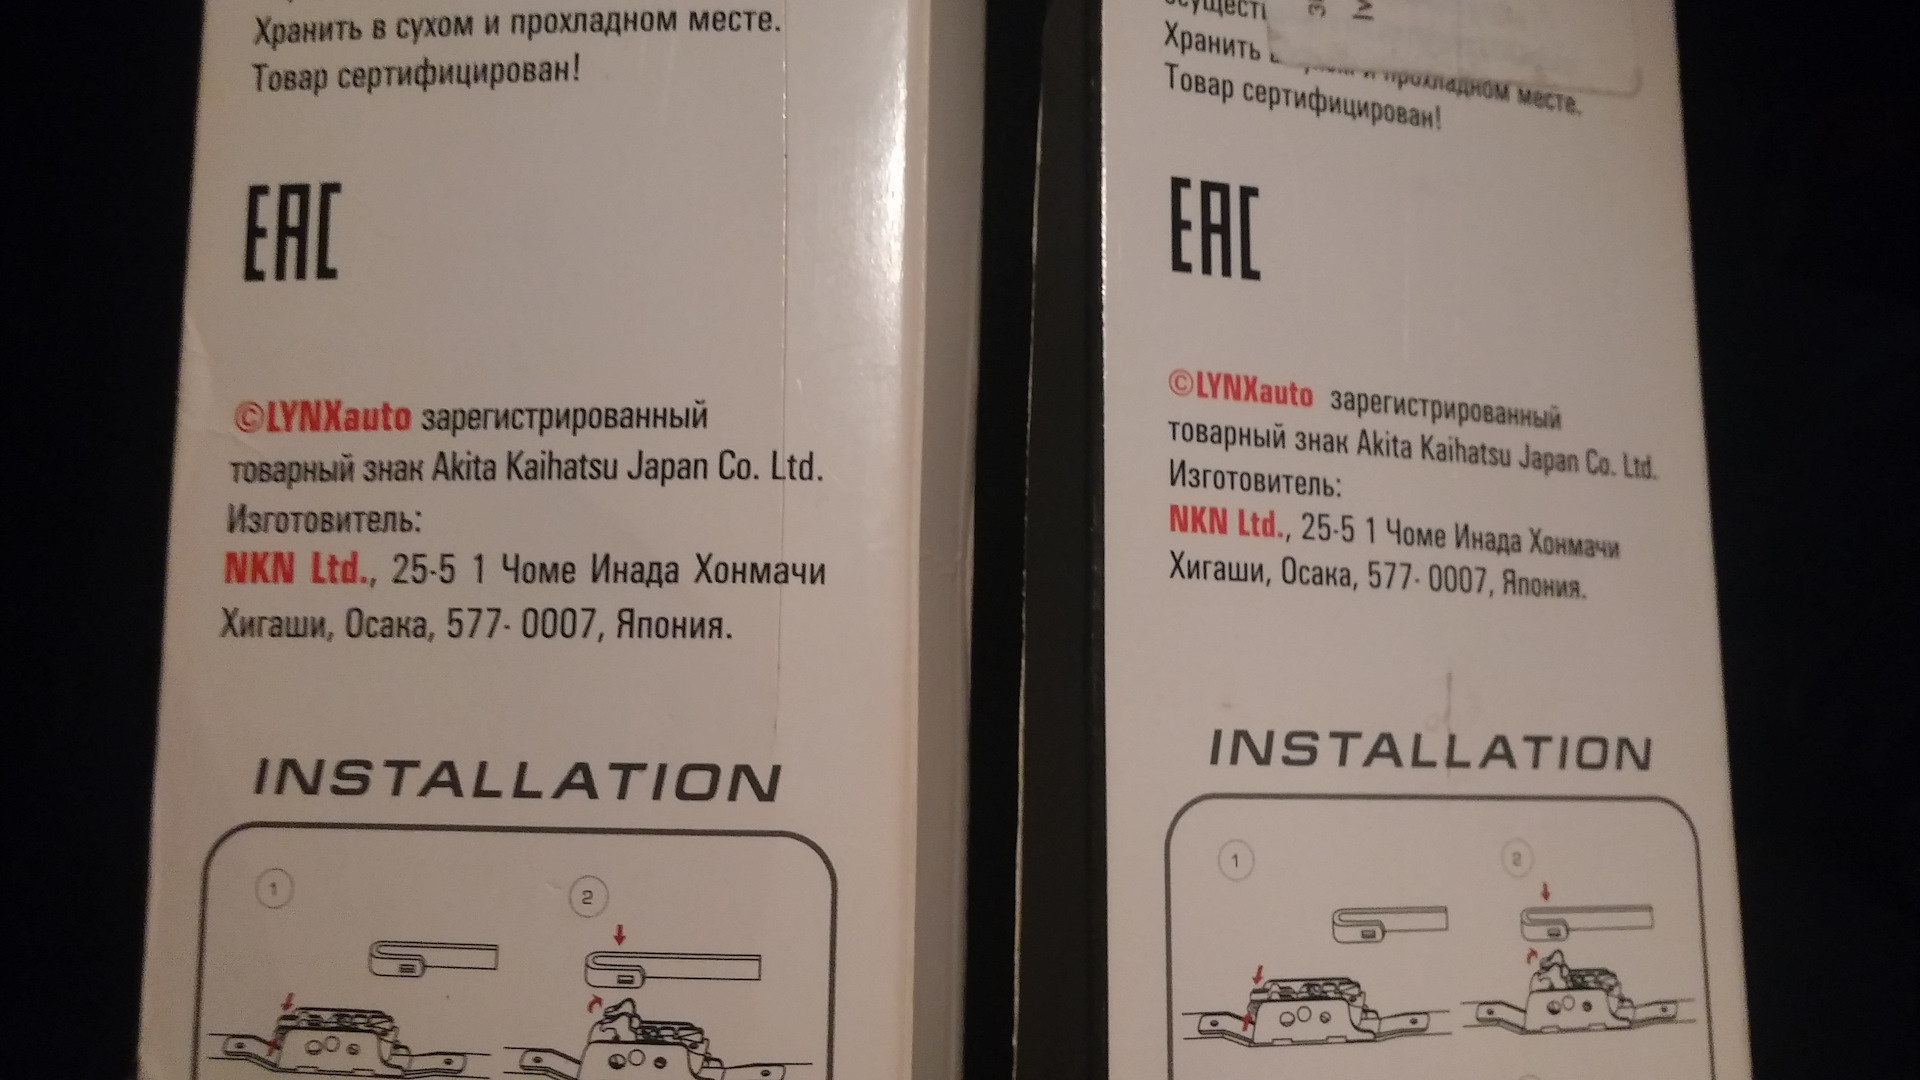 Хранить в сухом и прохладном месте.
Товар сертифицирован!
EAC
©LYNXauto зарегистрированный
товарный знак Akita Kaihatsu Japan Co. Ltd.
Изготовитель:
NKN Ltd., 25-5 1 Чоме Инада Хонмачи
Хигаши, Осака, 577- 0007, Япония.
INSTALLATION
1
2
Хранить и прохладном месте.
Товар сертифицирован!
EAC
©LYNXauto зарегистрированный
товарный знак Akita Kaihatsu Japan Co. Ltd.
Изготовитель:
NKN Ltd., 25-5 1 Чоме Инада Хонмачи
Хигаши, Осака, 577- 0007, Япония.
INSTALLATION
1
2